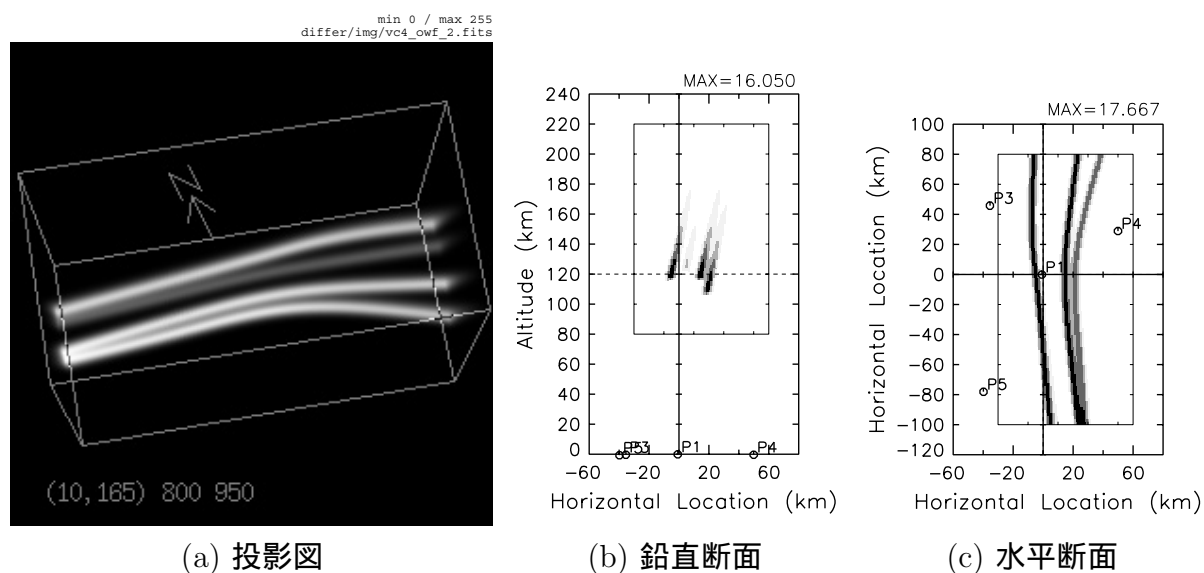 min 0 / max 255
differ/img/vc4_owf_2.fits
(10,165) 800 950
(a) 投影図
MAX=16.050
240
220
200
180
160
140
120
100
80
60
40
20
0
Altitude (km)
P3 P1 P4
−60 −20 20 60
Horizontal Location (km)
(b) 鉛直断面
MAX=17.667
100
80
60
40
20
0
−20
−40
−60
−80
−100
−120
Horizontal Location (km)
P3
P4
P1
P5
−60 −20 20 60
Horizontal Location (km)
(c) 水平断面